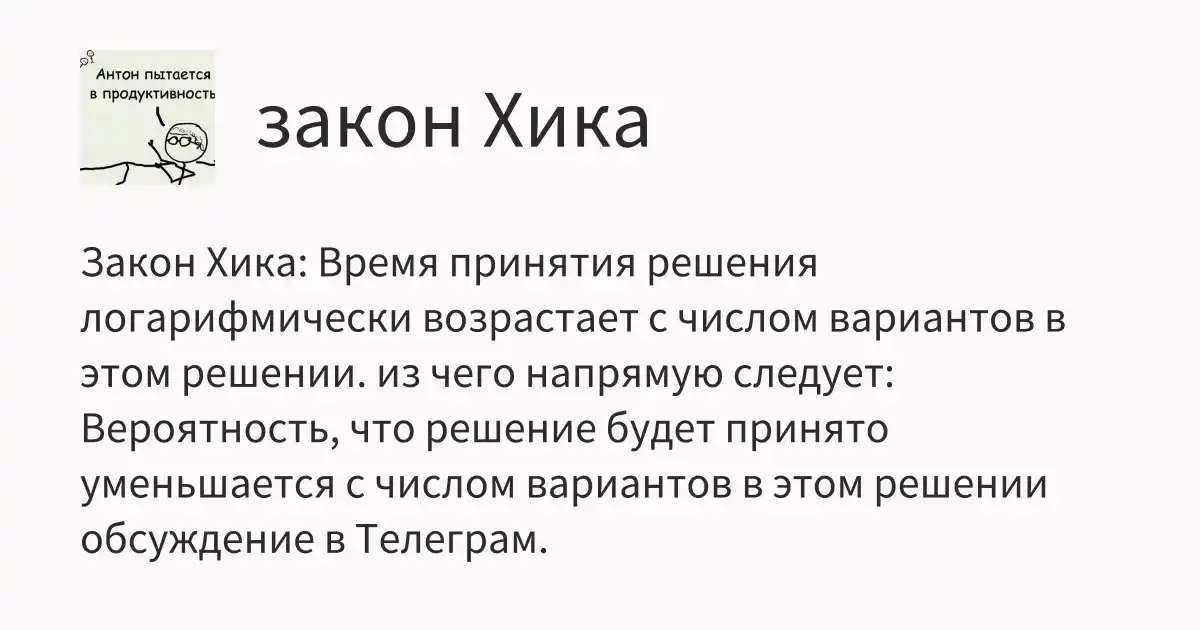 Антон пытается
в продуктивность
закон Хика
Закон Хика: Время принятия решения
логарифмически возрастает с числом вариантов в
этом решении. из чего напрямую следует:
Вероятность, что решение будет принято
уменьшается с числом вариантов в этом решении
обсуждение в Телеграм.